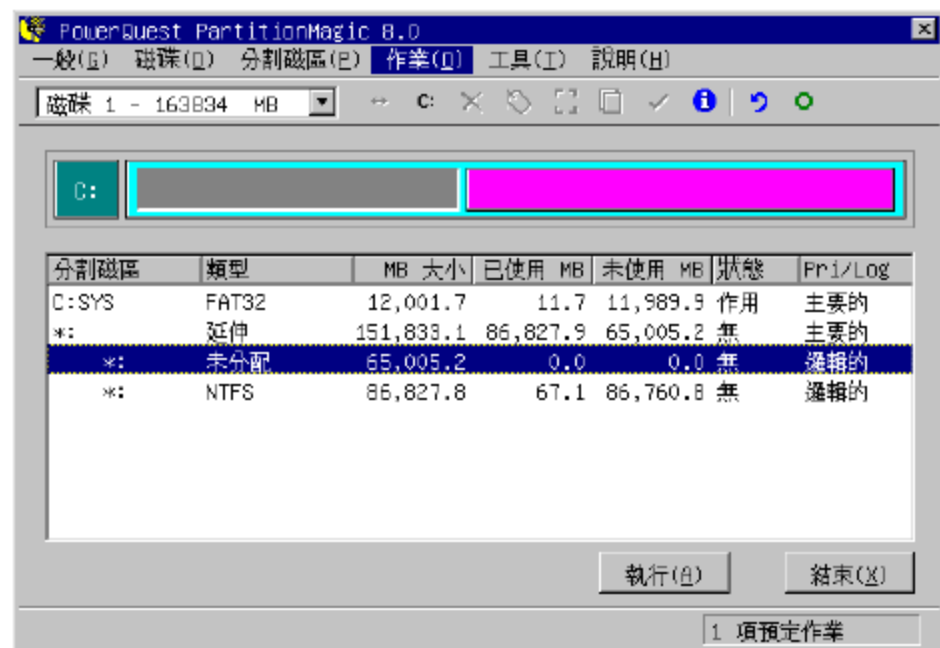 PowerQuest PartitionMagic 8.0
一般(G) 磁碟(D) 分割磁區(P) 作業(O) 工具(T) 說明(H)
磁碟 1 - 163834 MB C:
C:
分割磁區 類型 MB 大小 已使用 MB 未使用 MB 狀態 Pri/Log
C:SYS FAT32 12,001.7 11.7 11,989.9 作用 主要的
*: 延伸 151,833.1 86,827.9 65,005.2 無 主要的
*: 未分配 65,005.2 0.0 0.0 無 邏輯的
*: NTFS 86,827.8 67.1 86,760.8 無 邏輯的
執行(A) 結束(X)
1 項預定作業